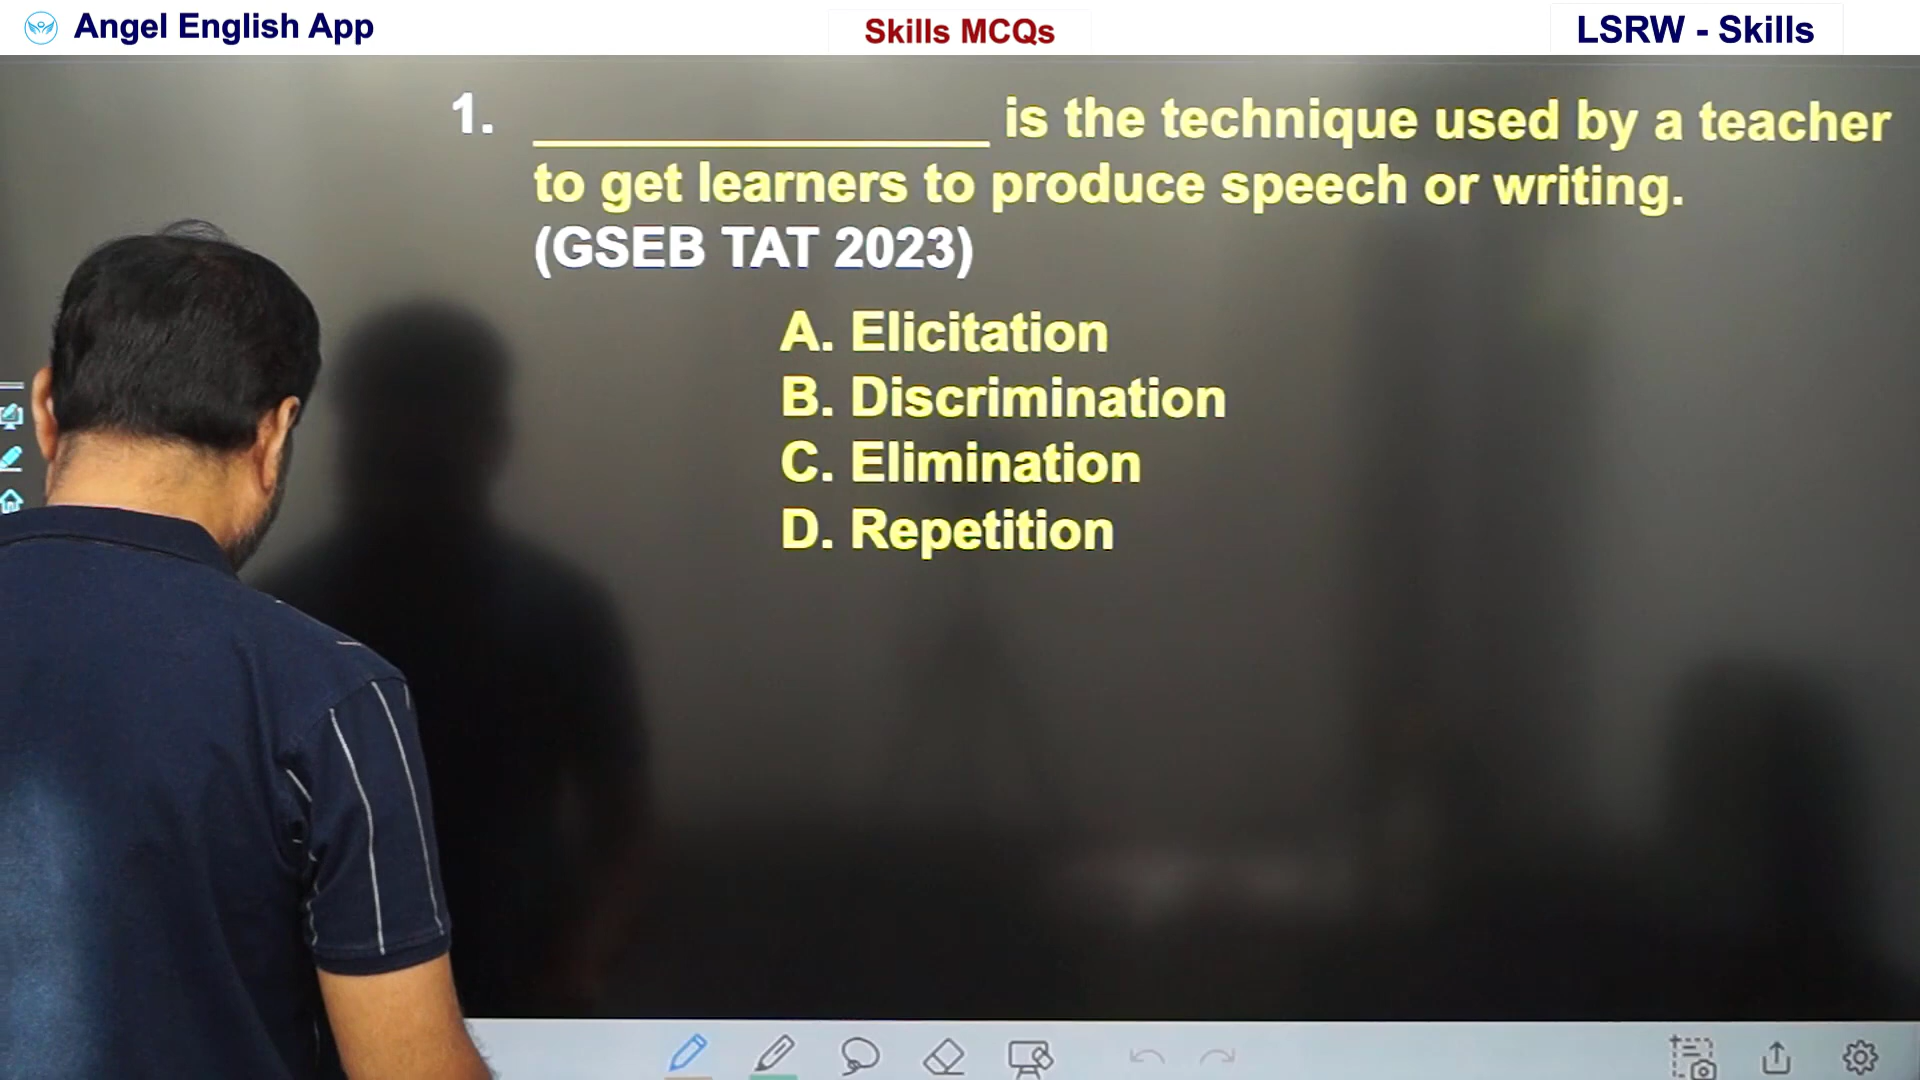 Angel English App
Skills MCQs
LSRW - Skills
1. ________________ is the technique used by a teacher
to get learners to produce speech or writing.
(GSEB TAT 2023)
A. Elicitation
B. Discrimination
C. Elimination
D. Repetition